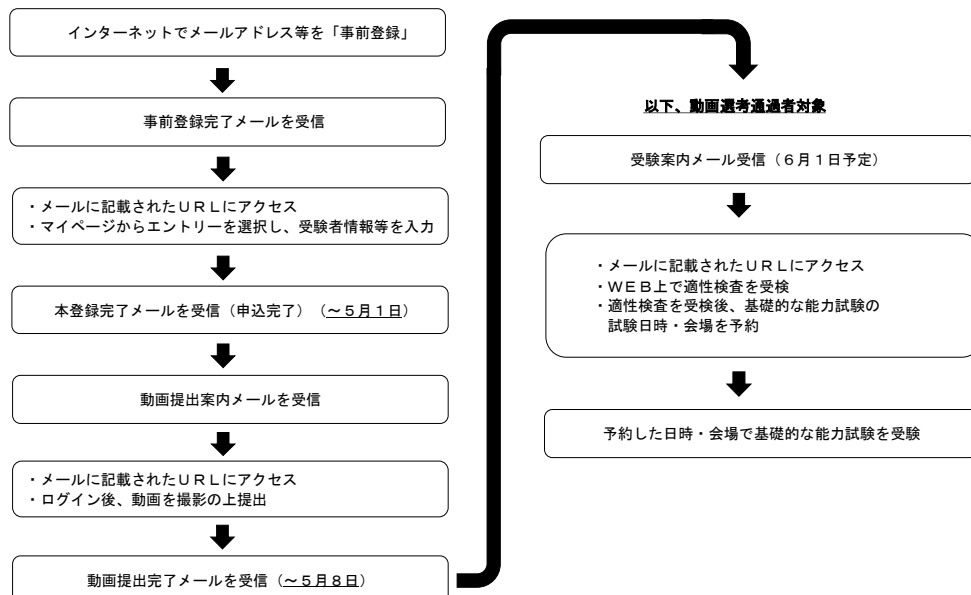 インターネットでメールアドレス等を「事前登録」
事前登録完了メールを受信
・メールに記載されたＵＲＬにアクセス
・マイページからエントリーを選択し、受験者情報等を入力
本登録完了メールを受信（申込完了）（～５月１日）
動画提出案内メールを受信
・メールに記載されたＵＲＬにアクセス
・ログイン後、動画を撮影の上提出
動画提出完了メールを受信（～５月８日）
以下、動画選考通過者対象
受験案内メール受信（６月１日予定）
・メールに記載されたＵＲＬにアクセス
・ＷＥＢ上で適性検査を受検
・適性検査を受検後、基礎的な能力試験の
試験日時・会場を予約
予約した日時・会場で基礎的な能力試験を受験